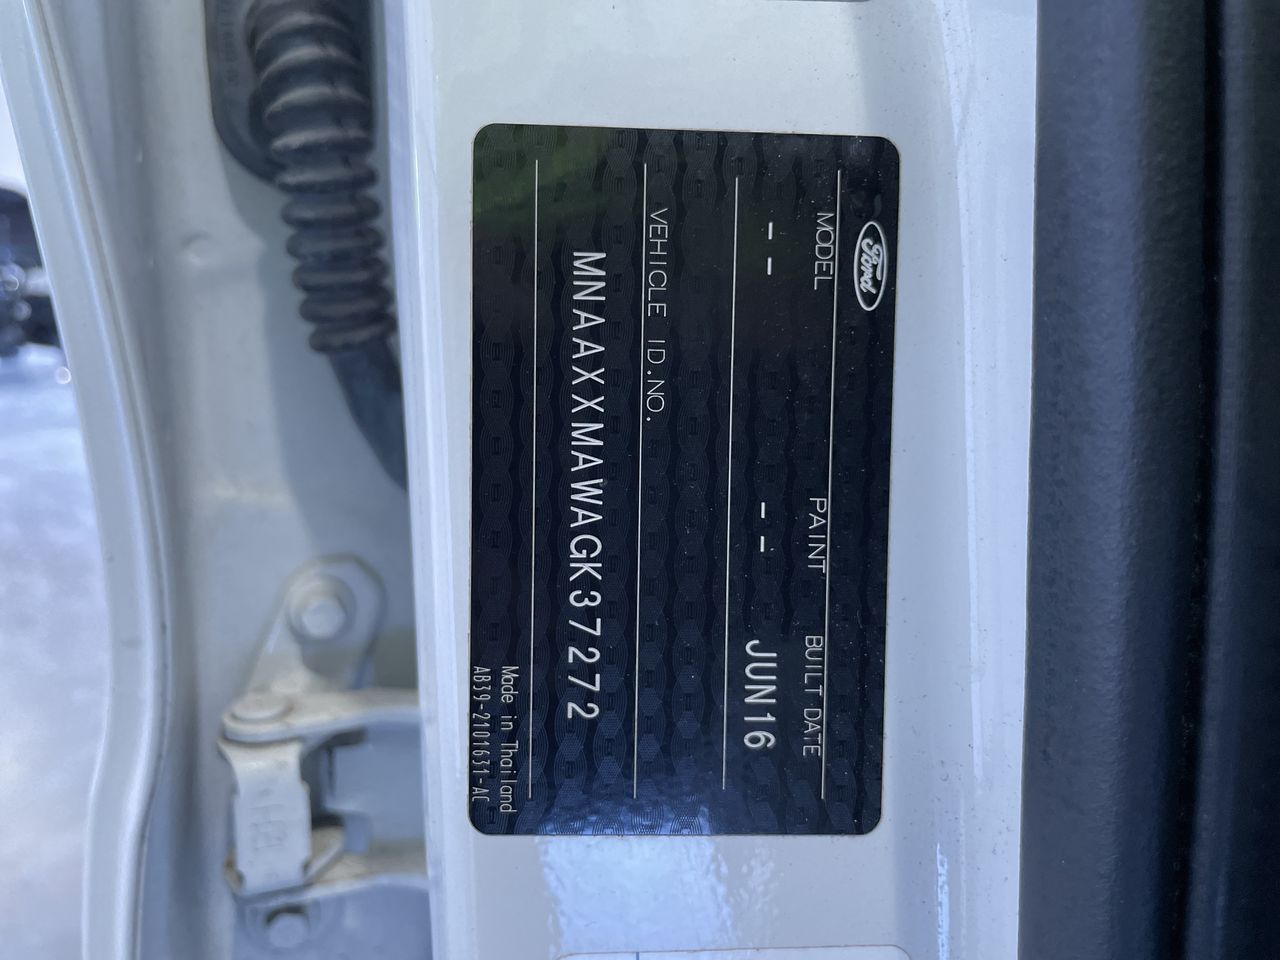 Ford
MODEL PAINT BUILT DATE
-- -- JUN16
VEHICLE ID.NO.
MNAAXXMAWAGK37272
Made in Thailand
AB39-2101631-AC